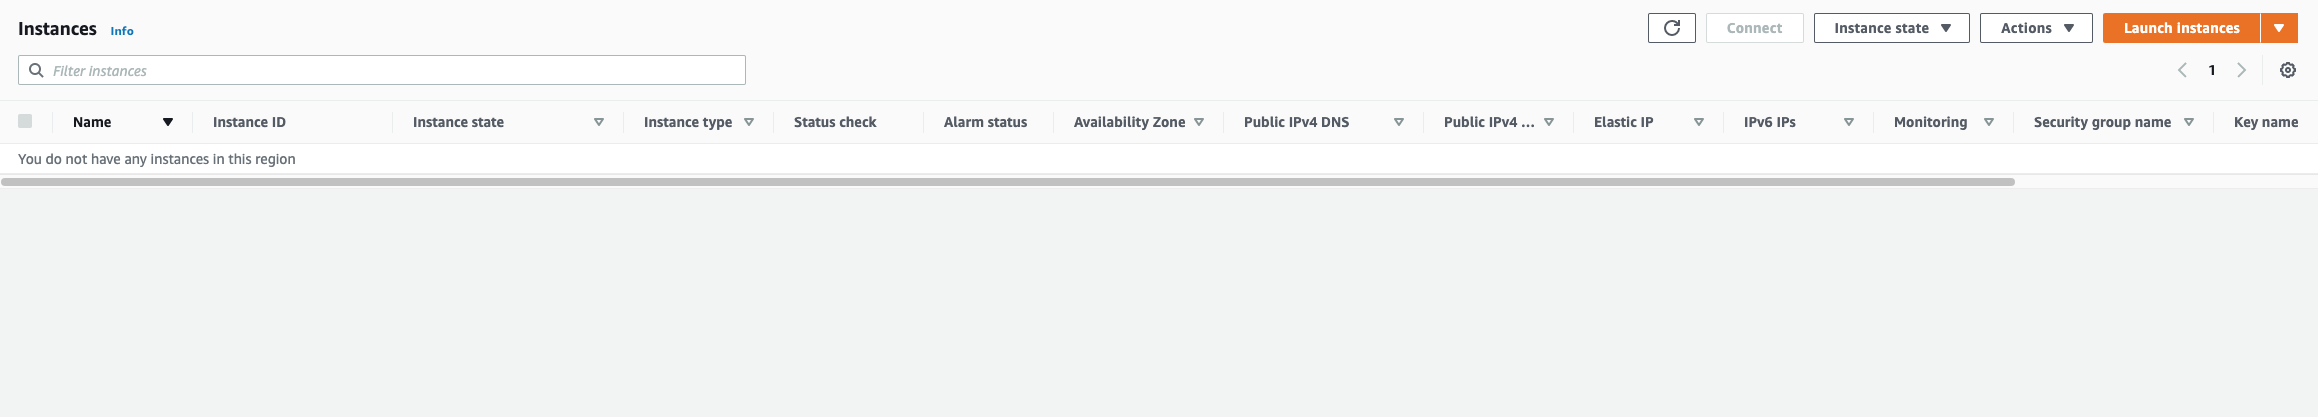 Instances Info Connect Instance state Actions Launch instances
Filter instances 1
Name Instance ID Instance state Instance type Status check Alarm status Availability Zone Public IPv4 DNS Public IPv4 ... Elastic IP IPv6 IPs Monitoring Security group name Key name
You do not have any instances in this region